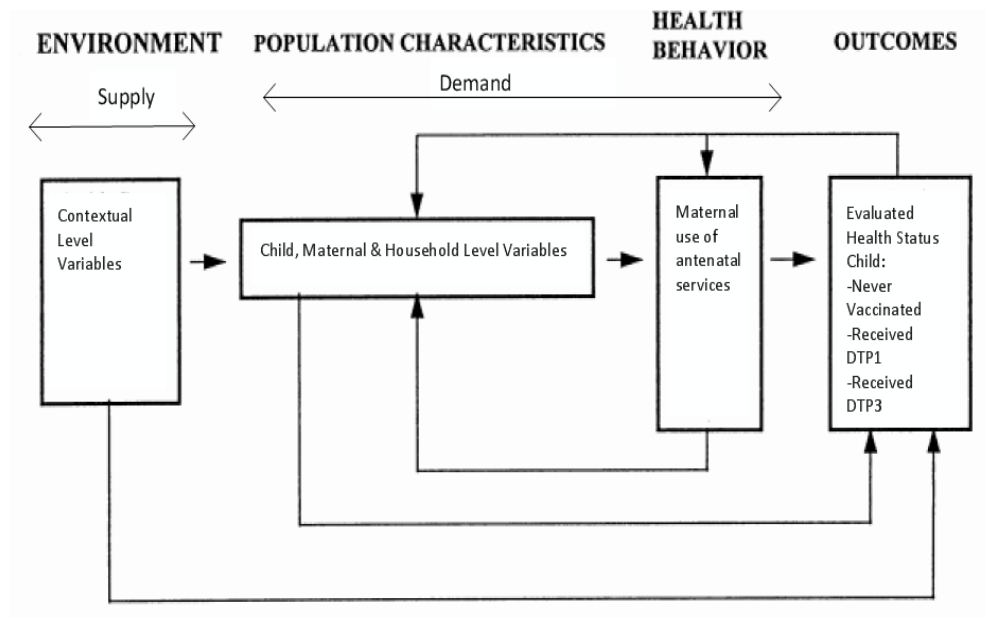 ENVIRONMENT
POPULATION CHARACTERISTICS
HEALTH
BEHAVIOR
OUTCOMES
Supply
Demand
Contextual
Level
Variables
Child, Maternal & Household Level Variables
Maternal
use of
antenatal
services
Evaluated
Health Status
Child:
-Never
Vaccinated
-Received
DTP1
-Received
DTP3